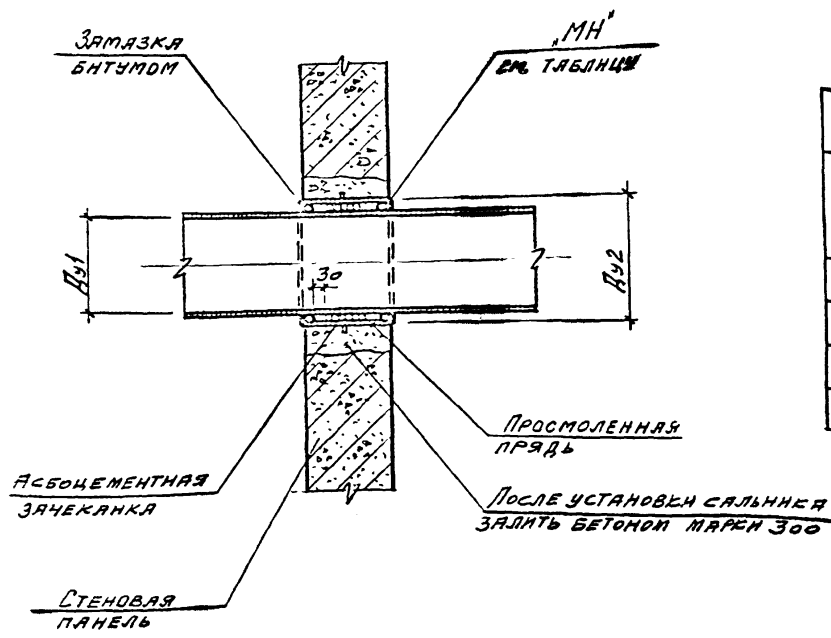 Замазка
битумом
„МН"
см. таблицу
Ду1
30
Ду2
Просмоленная
прядь
Асбоцементная
зачеканка
После установки сальника
залить бетоном марки 300
Стеновая
панель